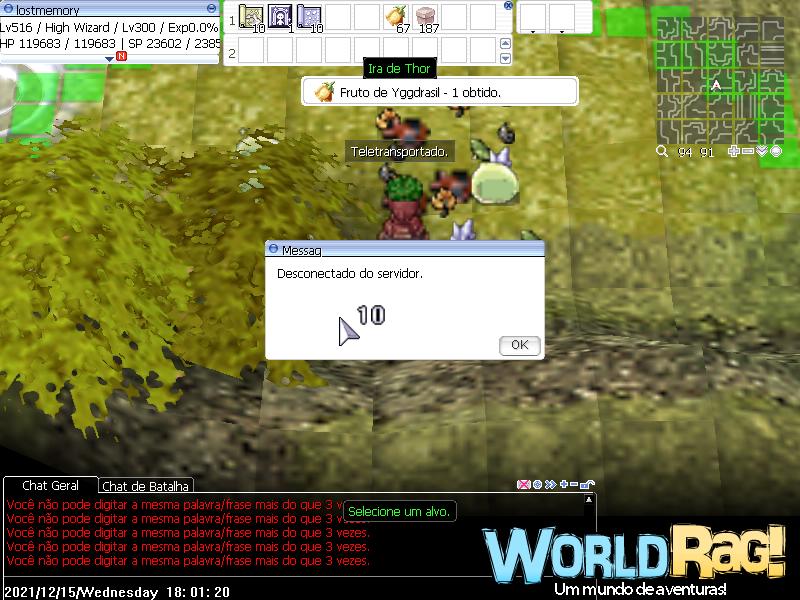 lostmemory
Lv516 / High Wizard / Lv300 / Exp0.0%
HP 119683 / 119683 | SP 23602 / 2385
N
1
10
1
10
67
187
2
Ira de Thor
Fruto de Yggdrasil - 1 obtido.
Teletransportado.
94 91
Messag
Desconectado do servidor.
10
OK
Chat Geral
Chat de Batalha
Você não pode digitar a mesma palavra/frase mais do que 3 vezes.
Selecione um alvo.
Você não pode digitar a mesma palavra/frase mais do que 3 vezes.
Você não pode digitar a mesma palavra/frase mais do que 3 vezes.
Você não pode digitar a mesma palavra/frase mais do que 3 vezes.
Você não pode digitar a mesma palavra/frase mais do que 3 vezes.
2021/12/15/Wednesday 18:01:20
WORLDRAG!
Um mundo de aventuras!